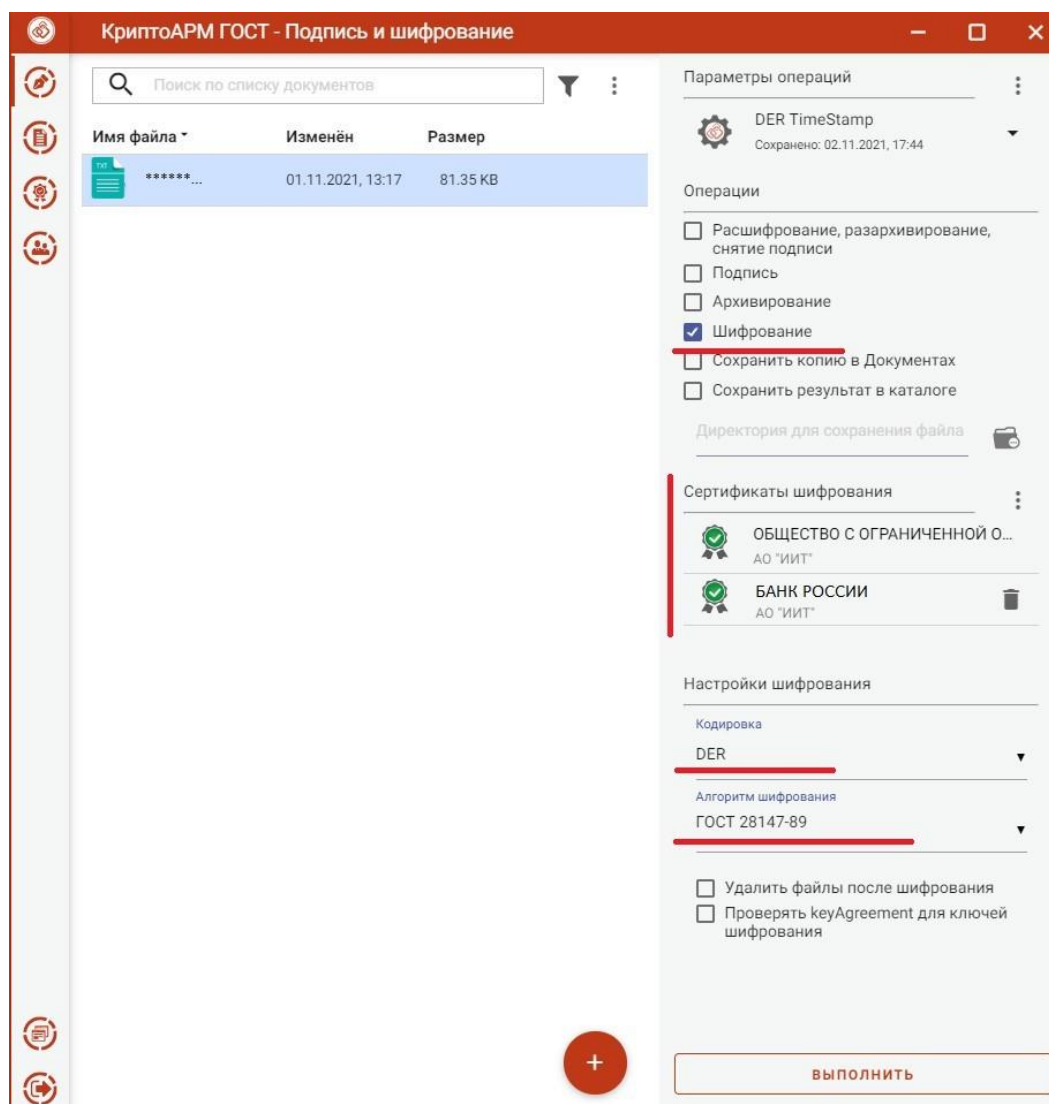 КриптоАРМ ГОСТ - Подпись и шифрование
Поиск по списку документов
Имя файла Изменён Размер
TXT
******... 01.11.2021, 13:17 81.35 KB
Параметры операций
DER TimeStamp
Сохранено: 02.11.2021, 17:44
Операции
Расшифрование, разархивирование,
снятие подписи
Подпись
Архивирование
Шифрование
Сохранить копию в Документах
Сохранить результат в каталоге
Директория для сохранения файла
Сертификаты шифрования
ОБЩЕСТВО С ОГРАНИЧЕННОЙ О...
АО "ИИТ"
БАНК РОССИИ
АО "ИИТ"
Настройки шифрования
Кодировка
DER
Алгоритм шифрования
ГОСТ 28147-89
Удалить файлы после шифрования
Проверять keyAgreement для ключей
шифрования
+
ВЫПОЛНИТЬ